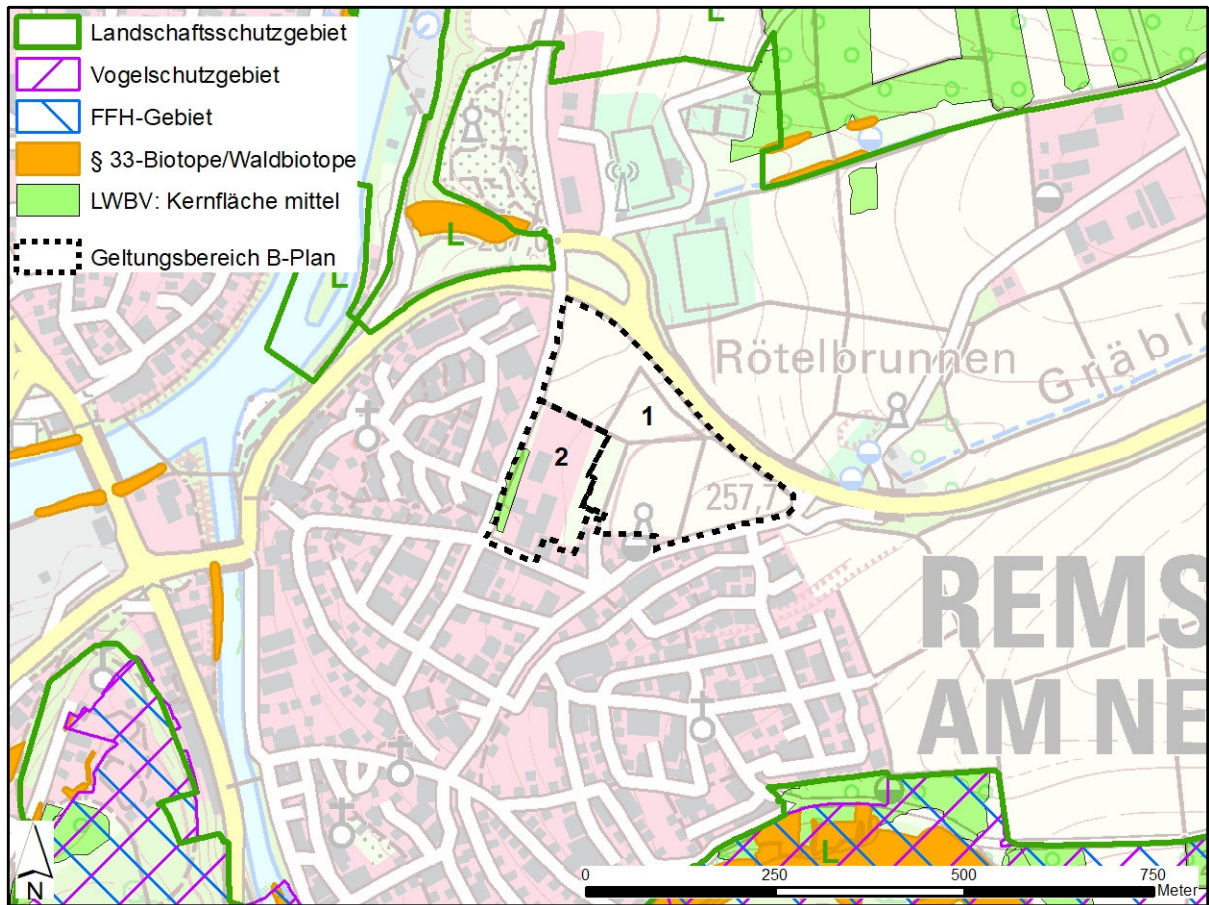 Landschaftsschutzgebiet
Vogelschutzgebiet
FFH-Gebiet
§ 33-Biotope/Waldbiotope
LWBV: Kernfläche mittel
Geltungsbereich B-Plan
L
L
L
Rötelbrunnen
Gräble
1
2
257,7
REMS
AM NE
L
N
0 250 500 750
Meter